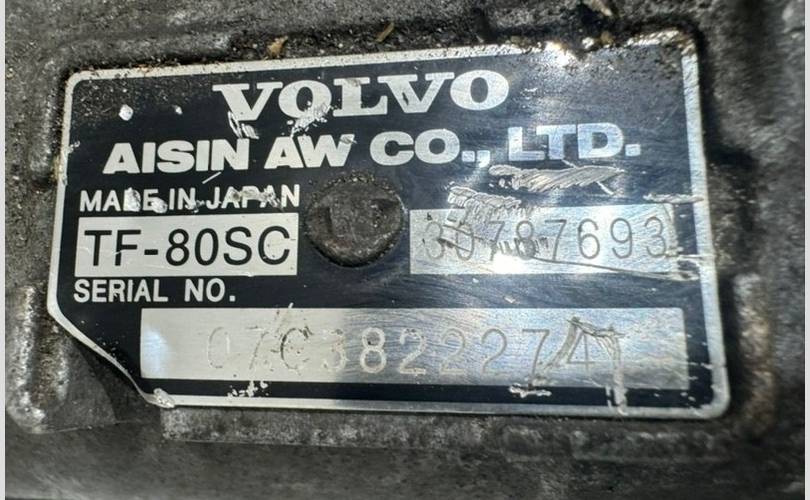 VOLVO
AISIN AW CO., LTD.
MADE IN JAPAN
TF-80SC 30787693
SERIAL NO.
07C3822274